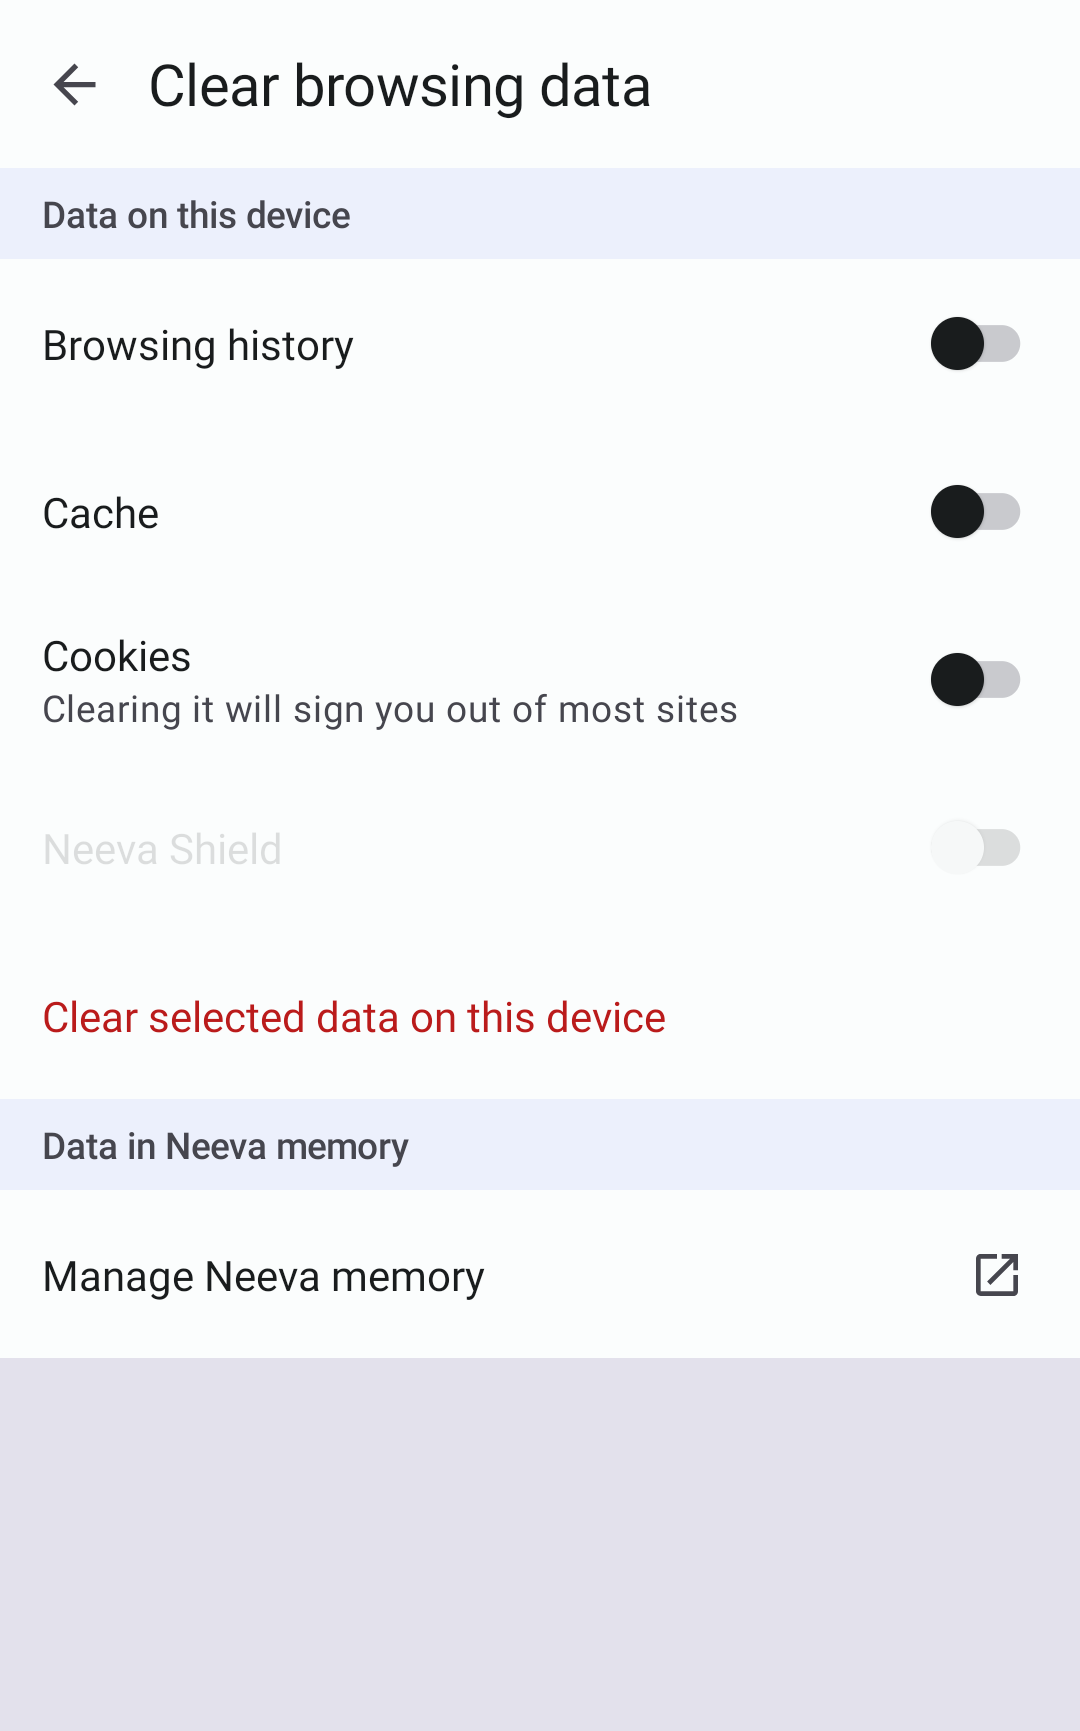 Clear browsing data
Data on this device
Browsing history
Cache
Cookies
Clearing it will sign you out of most sites
Neeva Shield
Clear selected data on this device
Data in Neeva memory
Manage Neeva memory